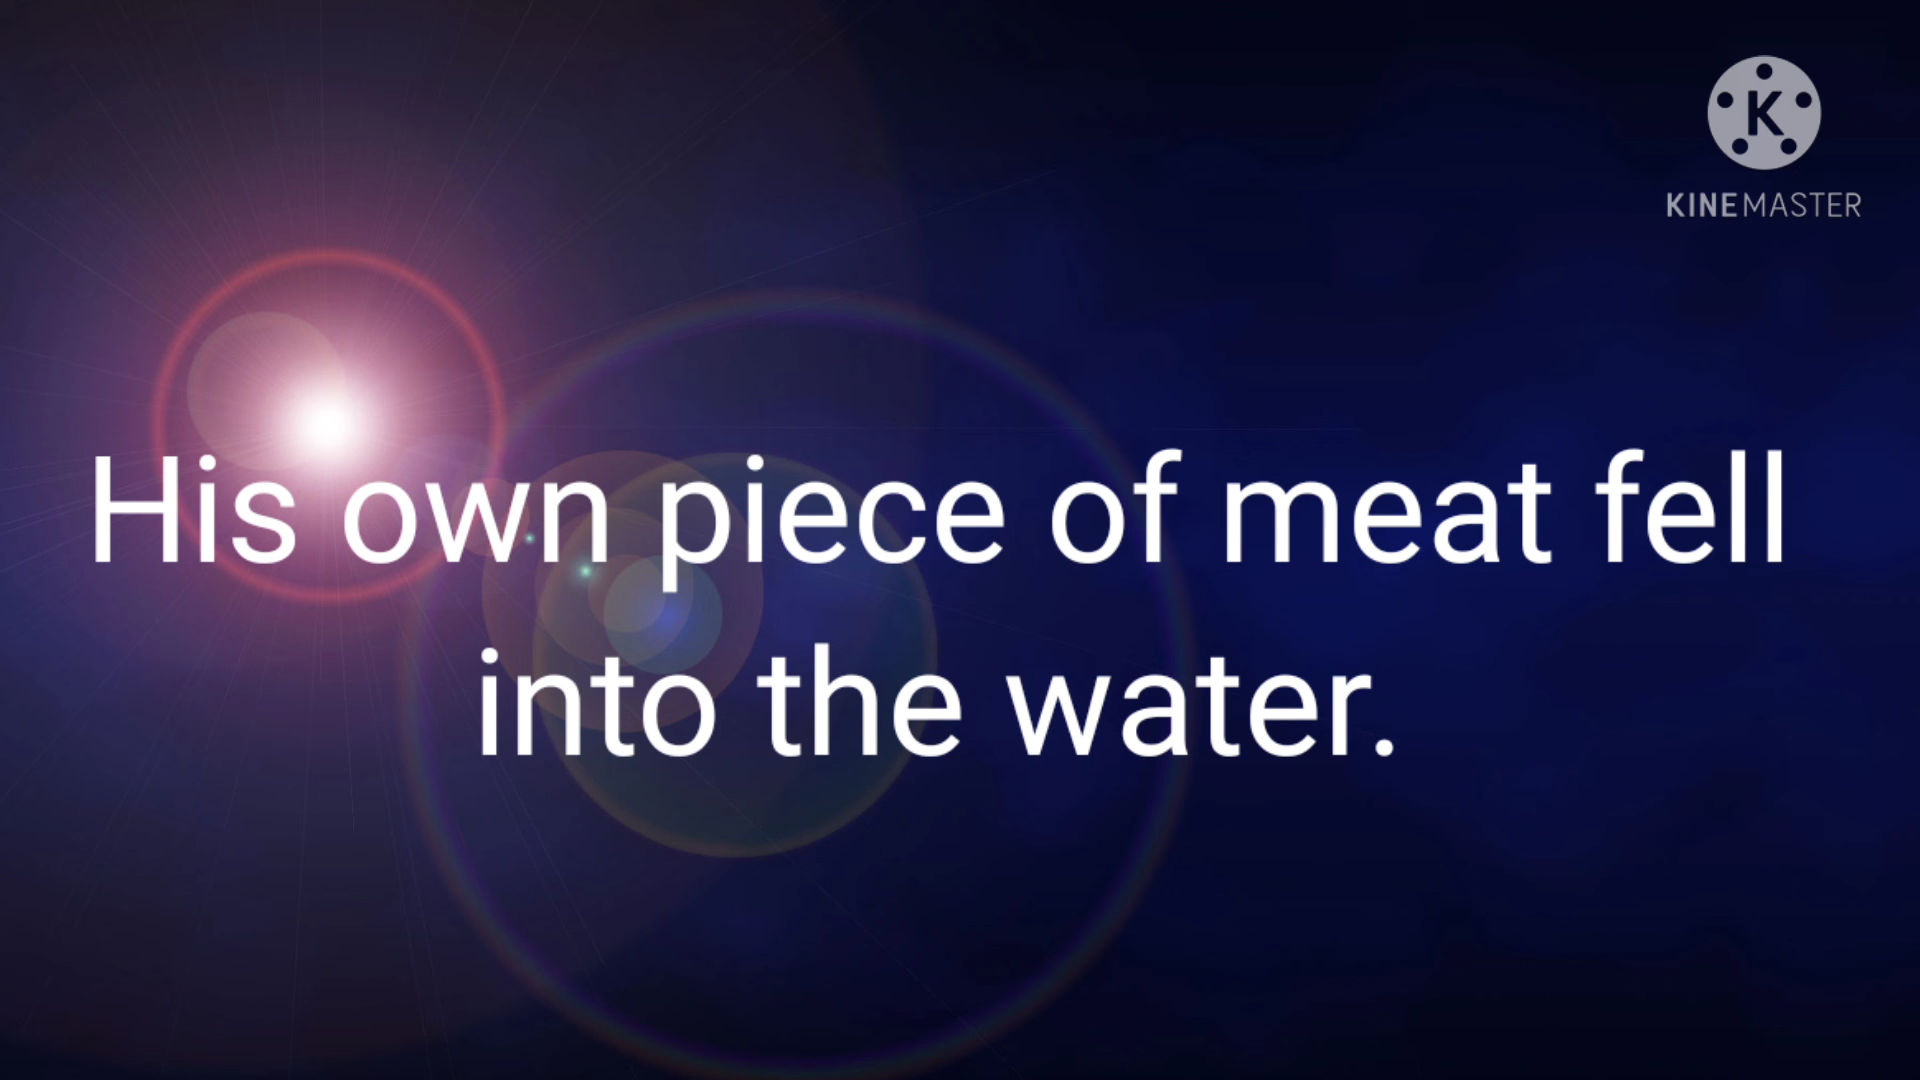 K
KINEMASTER
His own piece of meat fell
into the water.